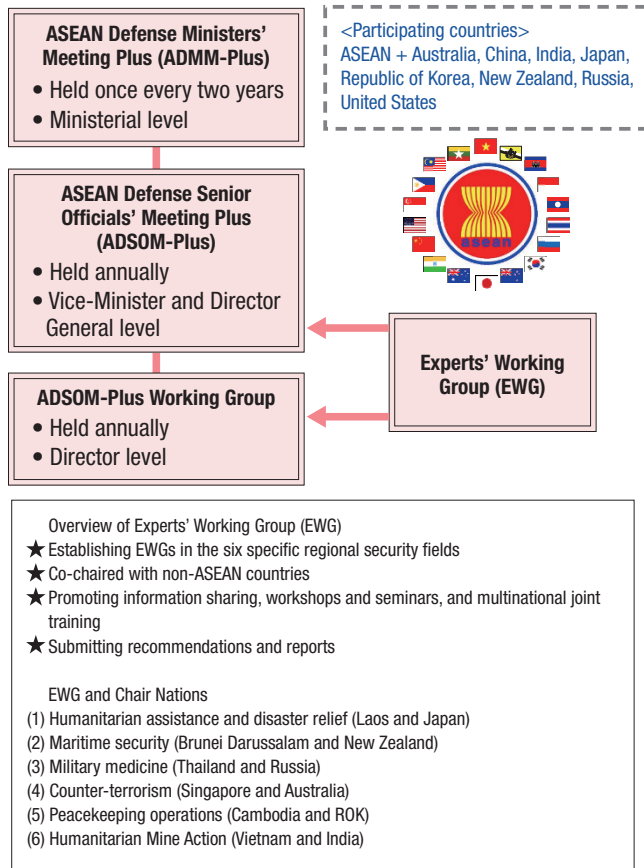 ASEAN Defense Ministers'
Meeting Plus (ADMM-Plus)
• Held once every two years
• Ministerial level
<Participating countries>
ASEAN + Australia, China, India, Japan,
Republic of Korea, New Zealand, Russia,
United States
asean
ASEAN Defense Senior
Officials' Meeting Plus
(ADSOM-Plus)
• Held annually
• Vice-Minister and Director
General level
Experts' Working
Group (EWG)
ADSOM-Plus Working Group
• Held annually
• Director level
Overview of Experts' Working Group (EWG)
★ Establishing EWGs in the six specific regional security fields
★ Co-chaired with non-ASEAN countries
★ Promoting information sharing, workshops and seminars, and multinational joint
training
★ Submitting recommendations and reports
EWG and Chair Nations
(1) Humanitarian assistance and disaster relief (Laos and Japan)
(2) Maritime security (Brunei Darussalam and New Zealand)
(3) Military medicine (Thailand and Russia)
(4) Counter-terrorism (Singapore and Australia)
(5) Peacekeeping operations (Cambodia and ROK)
(6) Humanitarian Mine Action (Vietnam and India)